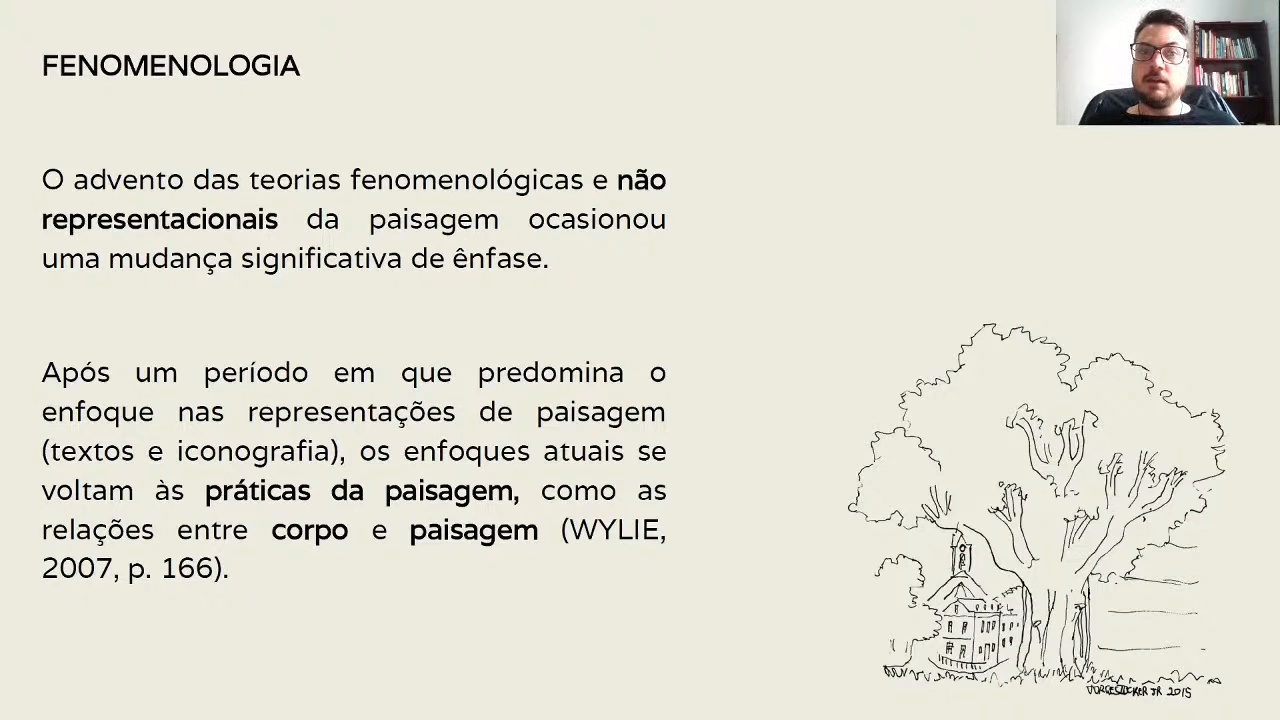 FENOMENOLOGIA
O advento das teorias fenomenológicas e não
representacionais da paisagem ocasionou
uma mudança significativa de ênfase.
Após um período em que predomina o
enfoque nas representações de paisagem
(textos e iconografia), os enfoques atuais se
voltam às práticas da paisagem, como as
relações entre corpo e paisagem (WYLIE,
2007, p. 166).
JR 2015